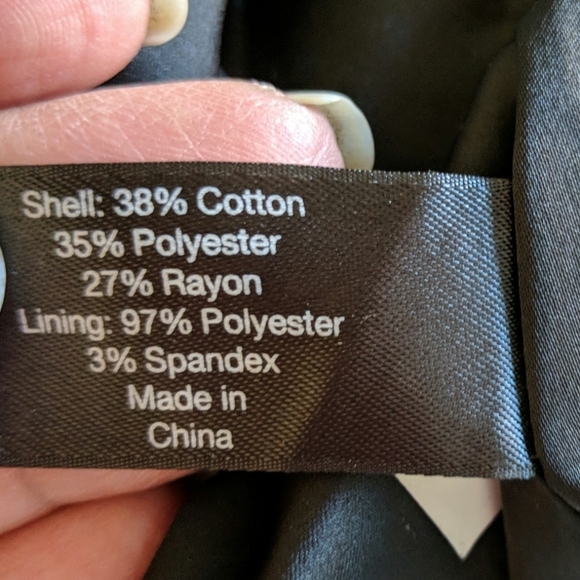 Shell: 38% Cotton
35% Polyester
27% Rayon
Lining: 97% Polyester
3% Spandex
Made in
China